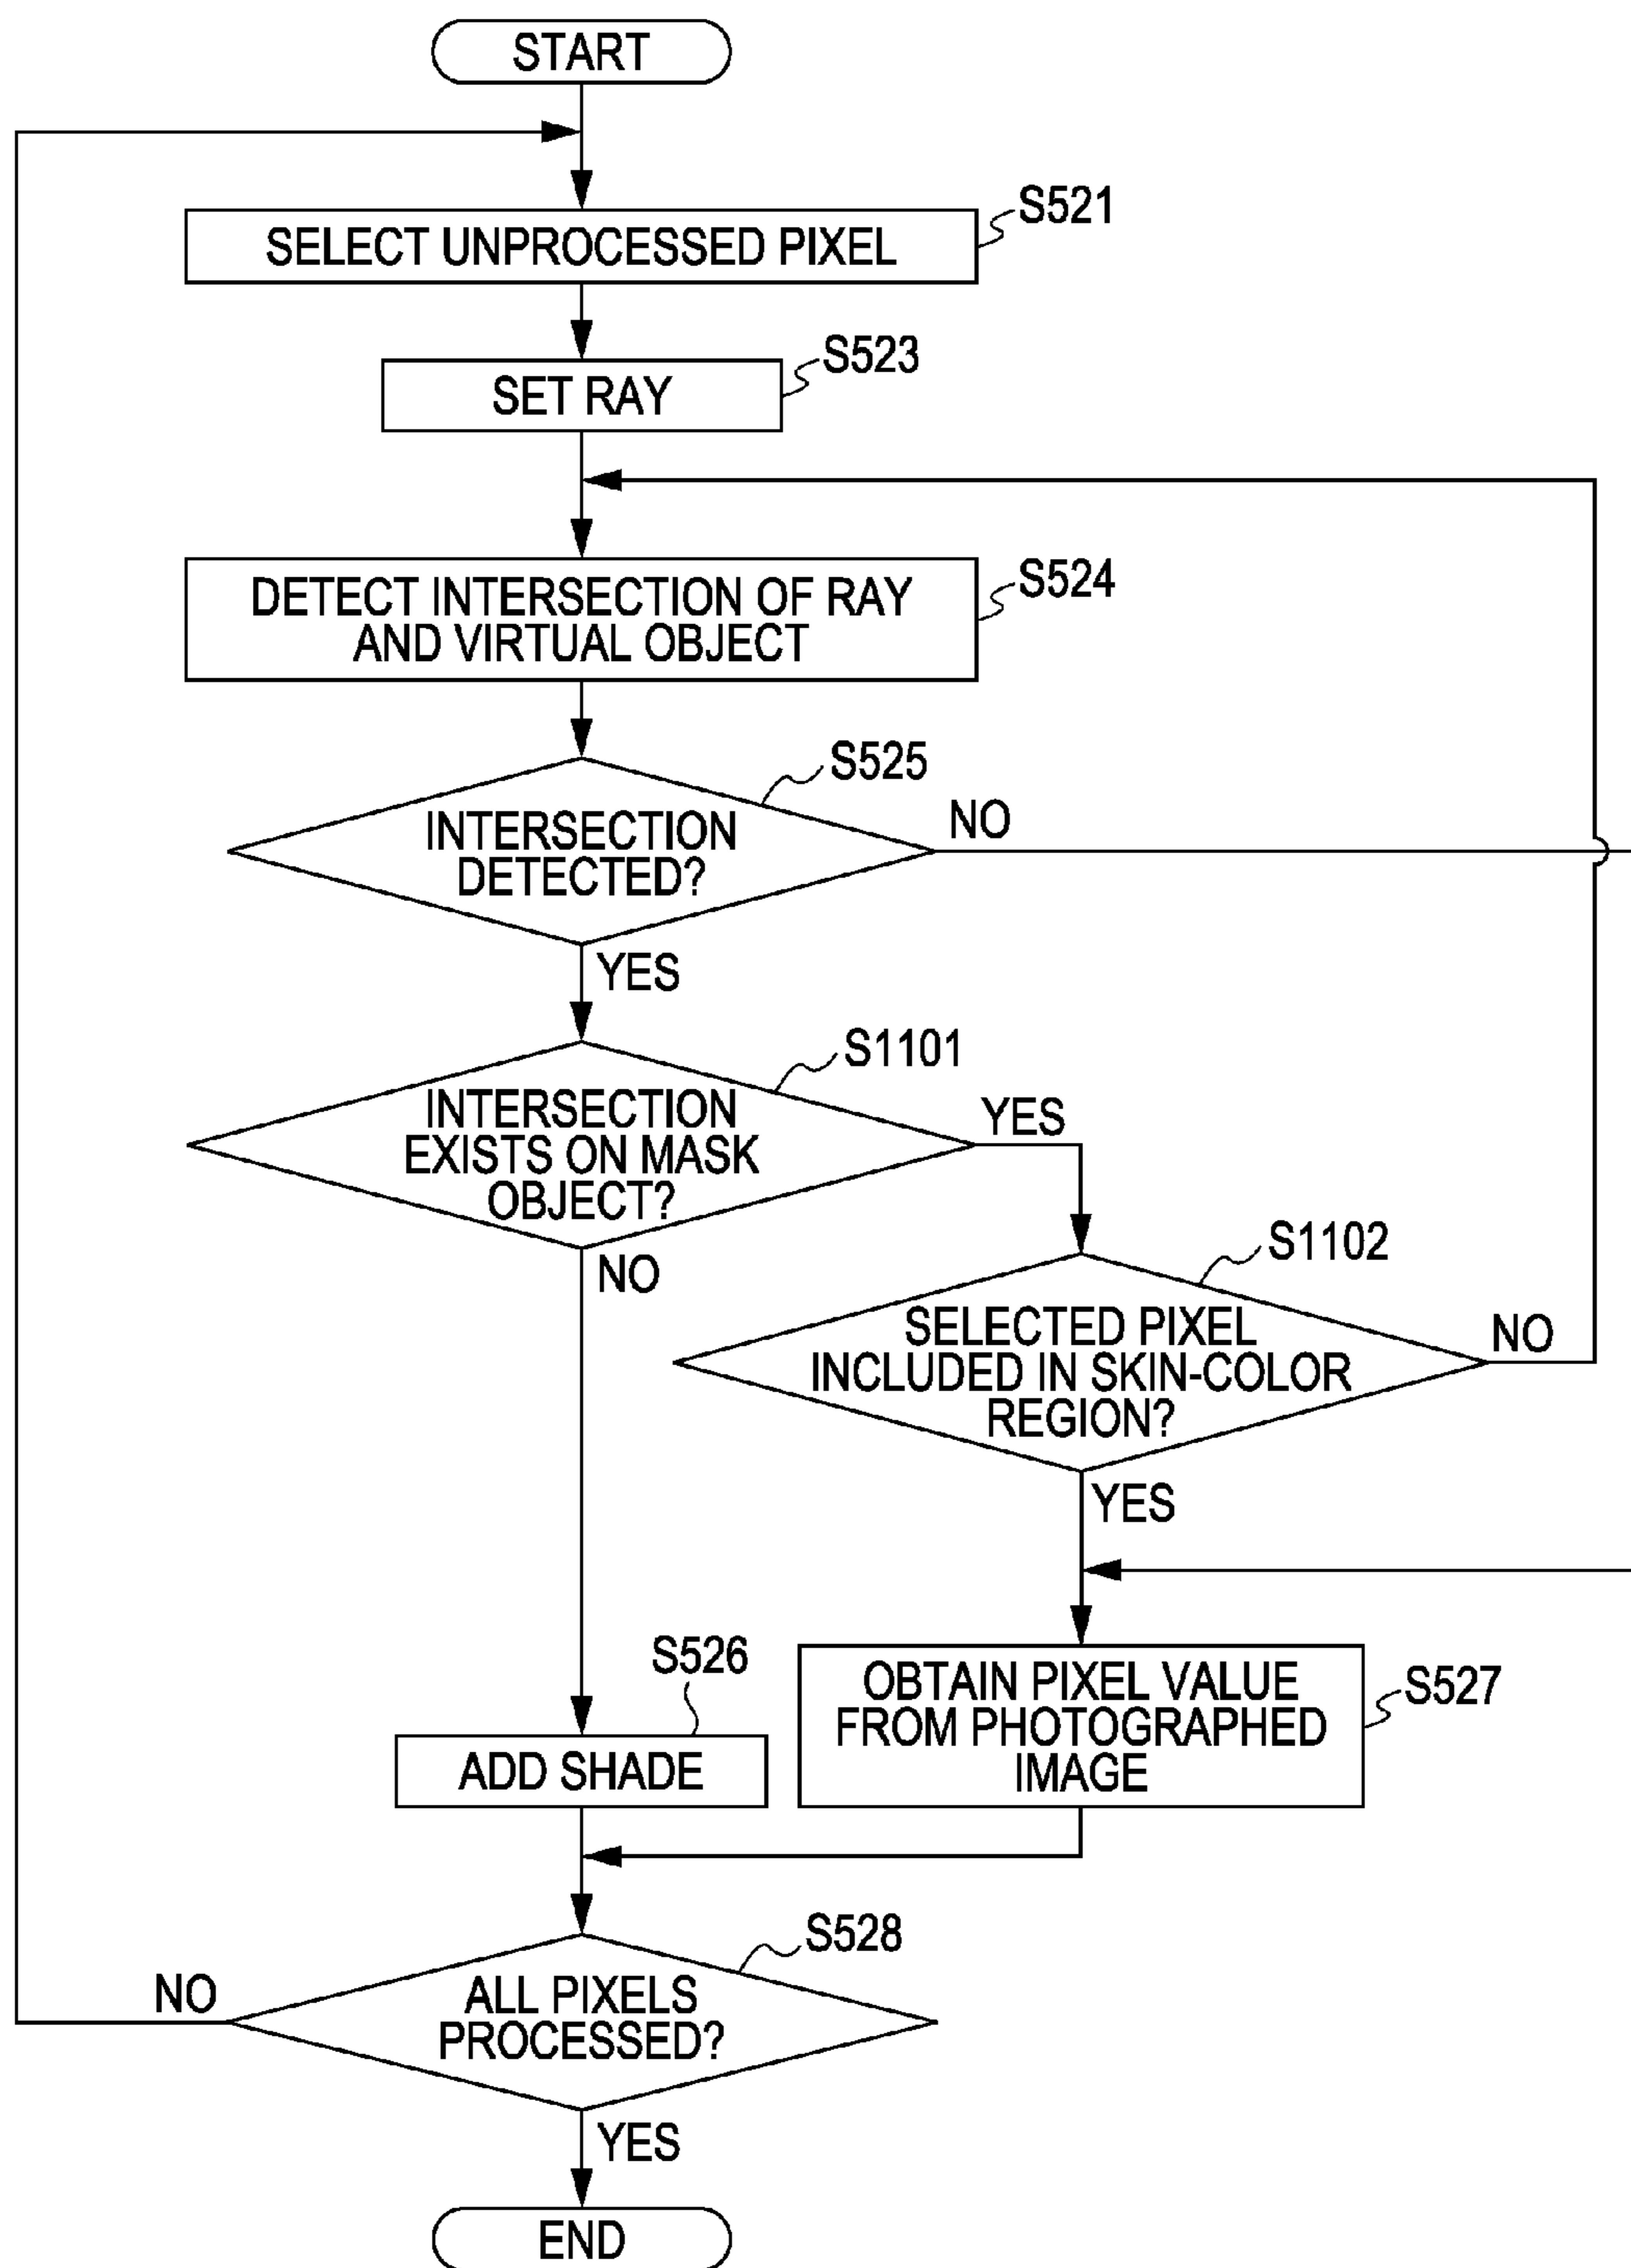 START
S521
SELECT UNPROCESSED PIXEL
S523
SET RAY
S524
DETECT INTERSECTION OF RAY
AND VIRTUAL OBJECT
S525
INTERSECTION
DETECTED?
NO
YES
S1101
INTERSECTION
EXISTS ON MASK
OBJECT?
YES
NO
S1102
SELECTED PIXEL
INCLUDED IN SKIN-COLOR
REGION?
NO
YES
S526
ADD SHADE
S527
OBTAIN PIXEL VALUE
FROM PHOTOGRAPHED
IMAGE
S528
ALL PIXELS
PROCESSED?
NO
YES
END